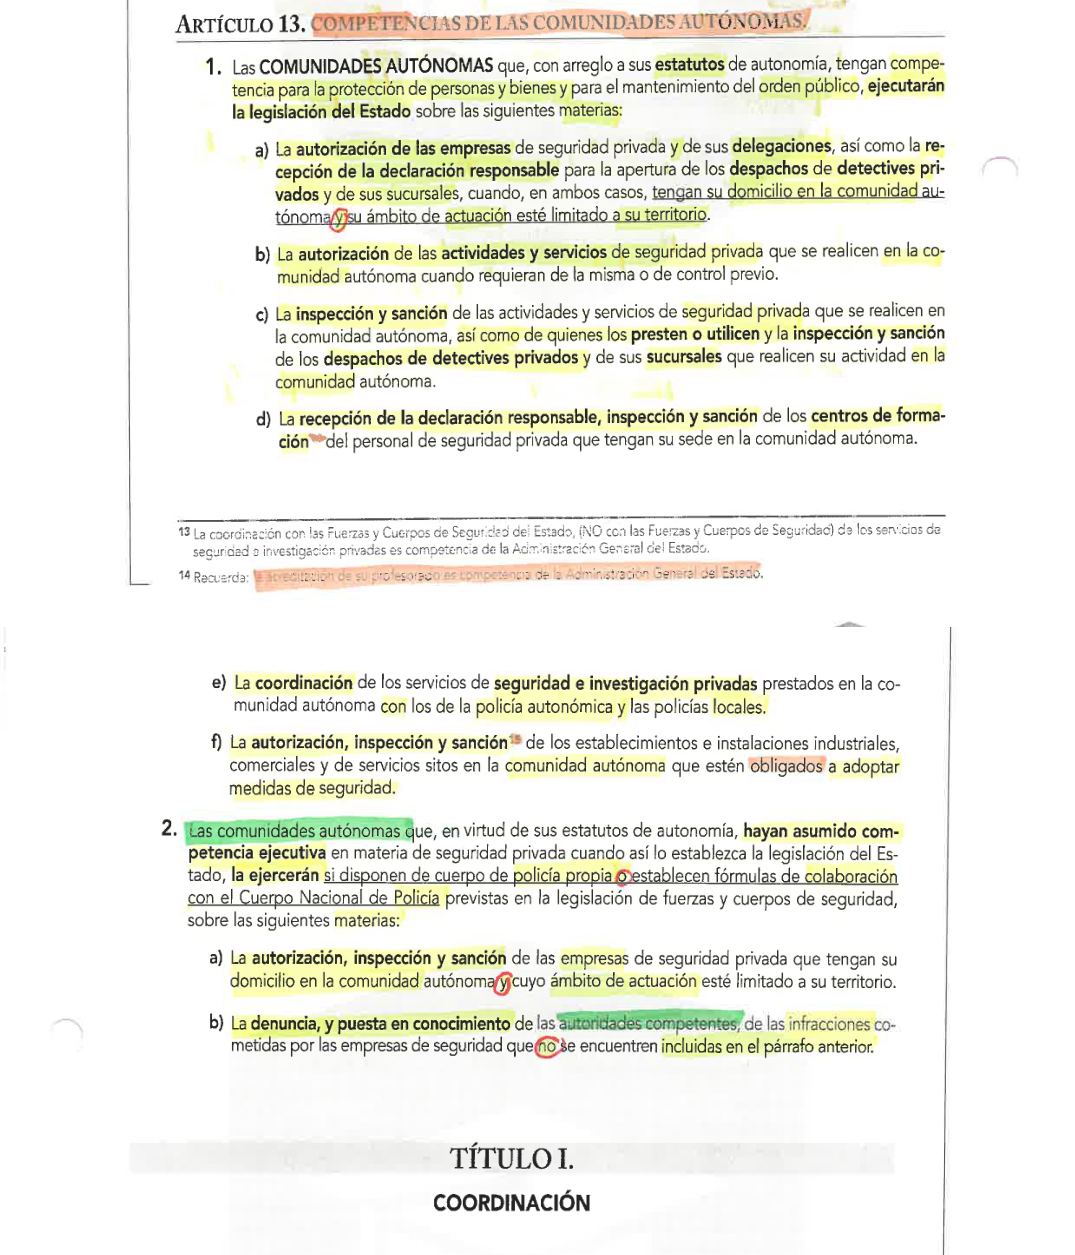 ARTÍCULO 13. COMPETENCIAS DE LAS COMUNIDADES AUTÓNOMAS.
1. Las COMUNIDADES AUTÓNOMAS que, con arreglo a sus estatutos de autonomía, tengan compe-
tencia para la protección de personas y bienes y para el mantenimiento del orden público, ejecutarán
la legislación del Estado sobre las siguientes materias:
a) La autorización de las empresas de seguridad privada y de sus delegaciones, así como la re-
cepción de la declaración responsable para la apertura de los despachos de detectives pri-
vados y de sus sucursales, cuando, en ambos casos, tengan su domicilio en la comunidad au-
tónoma y su ámbito de actuación esté limitado a su territorio.
b) La autorización de las actividades y servicios de seguridad privada que se realicen en la co-
munidad autónoma cuando requieran de la misma o de control previo.
c) La inspección y sanción de las actividades y servicios de seguridad privada que se realicen en
la comunidad autónoma, así como de quienes los presten o utilicen y la inspección y sanción
de los despachos de detectives privados y de sus sucursales que realicen su actividad en la
comunidad autónoma.
d) La recepción de la declaración responsable, inspección y sanción de los centros de forma-
ción del personal de seguridad privada que tengan su sede en la comunidad autónoma.
13 La coordinación con las Fuerzas y Cuerpos de Seguridad del Estado, (NO con las Fuerzas y Cuerpos de Seguridad) de los servicios de
seguridad e investigación privadas es competencia de la Administración General del Estado.
14 Recuerda: la acreditación de su profesorado es competencia de la Administración General del Estado.
e) La coordinación de los servicios de seguridad e investigación privadas prestados en la co-
munidad autónoma con los de la policía autonómica y las policías locales.
f) La autorización, inspección y sanción15 de los establecimientos e instalaciones industriales,
comerciales y de servicios sitos en la comunidad autónoma que estén obligados a adoptar
medidas de seguridad.
2. Las comunidades autónomas que, en virtud de sus estatutos de autonomía, hayan asumido com-
petencia ejecutiva en materia de seguridad privada cuando así lo establezca la legislación del Es-
tado, la ejercerán si disponen de cuerpo de policía propia o establecen fórmulas de colaboración
con el Cuerpo Nacional de Policía previstas en la legislación de fuerzas y cuerpos de seguridad,
sobre las siguientes materias:
a) La autorización, inspección y sanción de las empresas de seguridad privada que tengan su
domicilio en la comunidad autónoma y cuyo ámbito de actuación esté limitado a su territorio.
b) La denuncia, y puesta en conocimiento de las autoridades competentes, de las infracciones co-
metidas por las empresas de seguridad que no se encuentren incluidas en el párrafo anterior.
TÍTULO I.
COORDINACIÓN